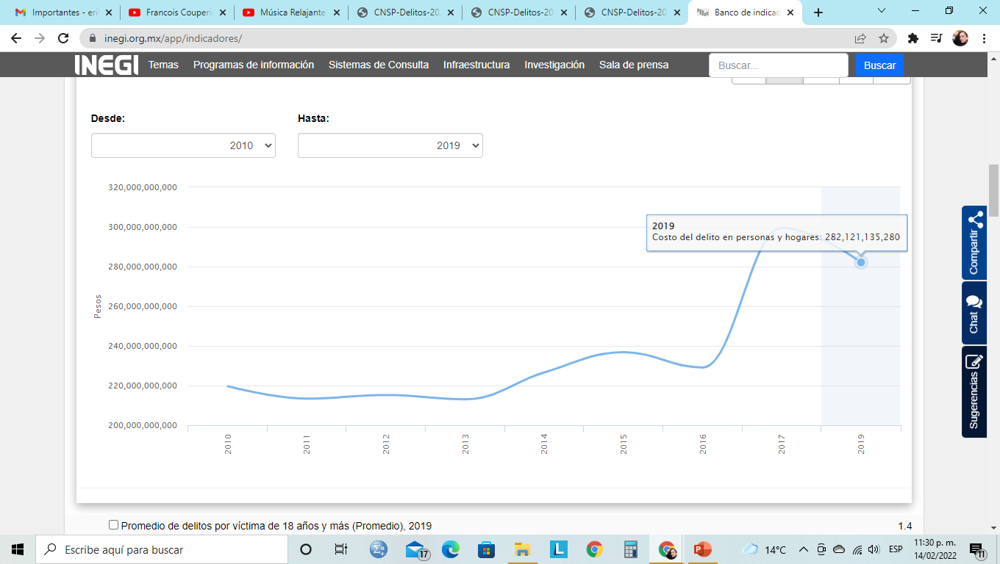 Importantes - eri
Francois Couperi
Música Relajante
CNSP-Delitos-20
CNSP-Delitos-20
CNSP-Delitos-20
Banco de indicad
inegi.org.mx/app/indicadores/
INEGI Temas Programas de información Sistemas de Consulta Infraestructura Investigación Sala de prensa Buscar... Buscar
Desde: Hasta:
2010 2019
320,000,000,000
300,000,000,000
280,000,000,000
260,000,000,000
240,000,000,000
220,000,000,000
200,000,000,000
Pesos
2019
Costo del delito en personas y hogares: 282,121,135,280
2010 2011 2012 2013 2014 2015 2016 2017 2019
Compartir
Chat
Sugerencias
Promedio de delitos por víctima de 18 años y más (Promedio), 2019 1.4
Escribe aquí para buscar
17
L
14°C
ESP
11:30 p. m.
14/02/2022
11